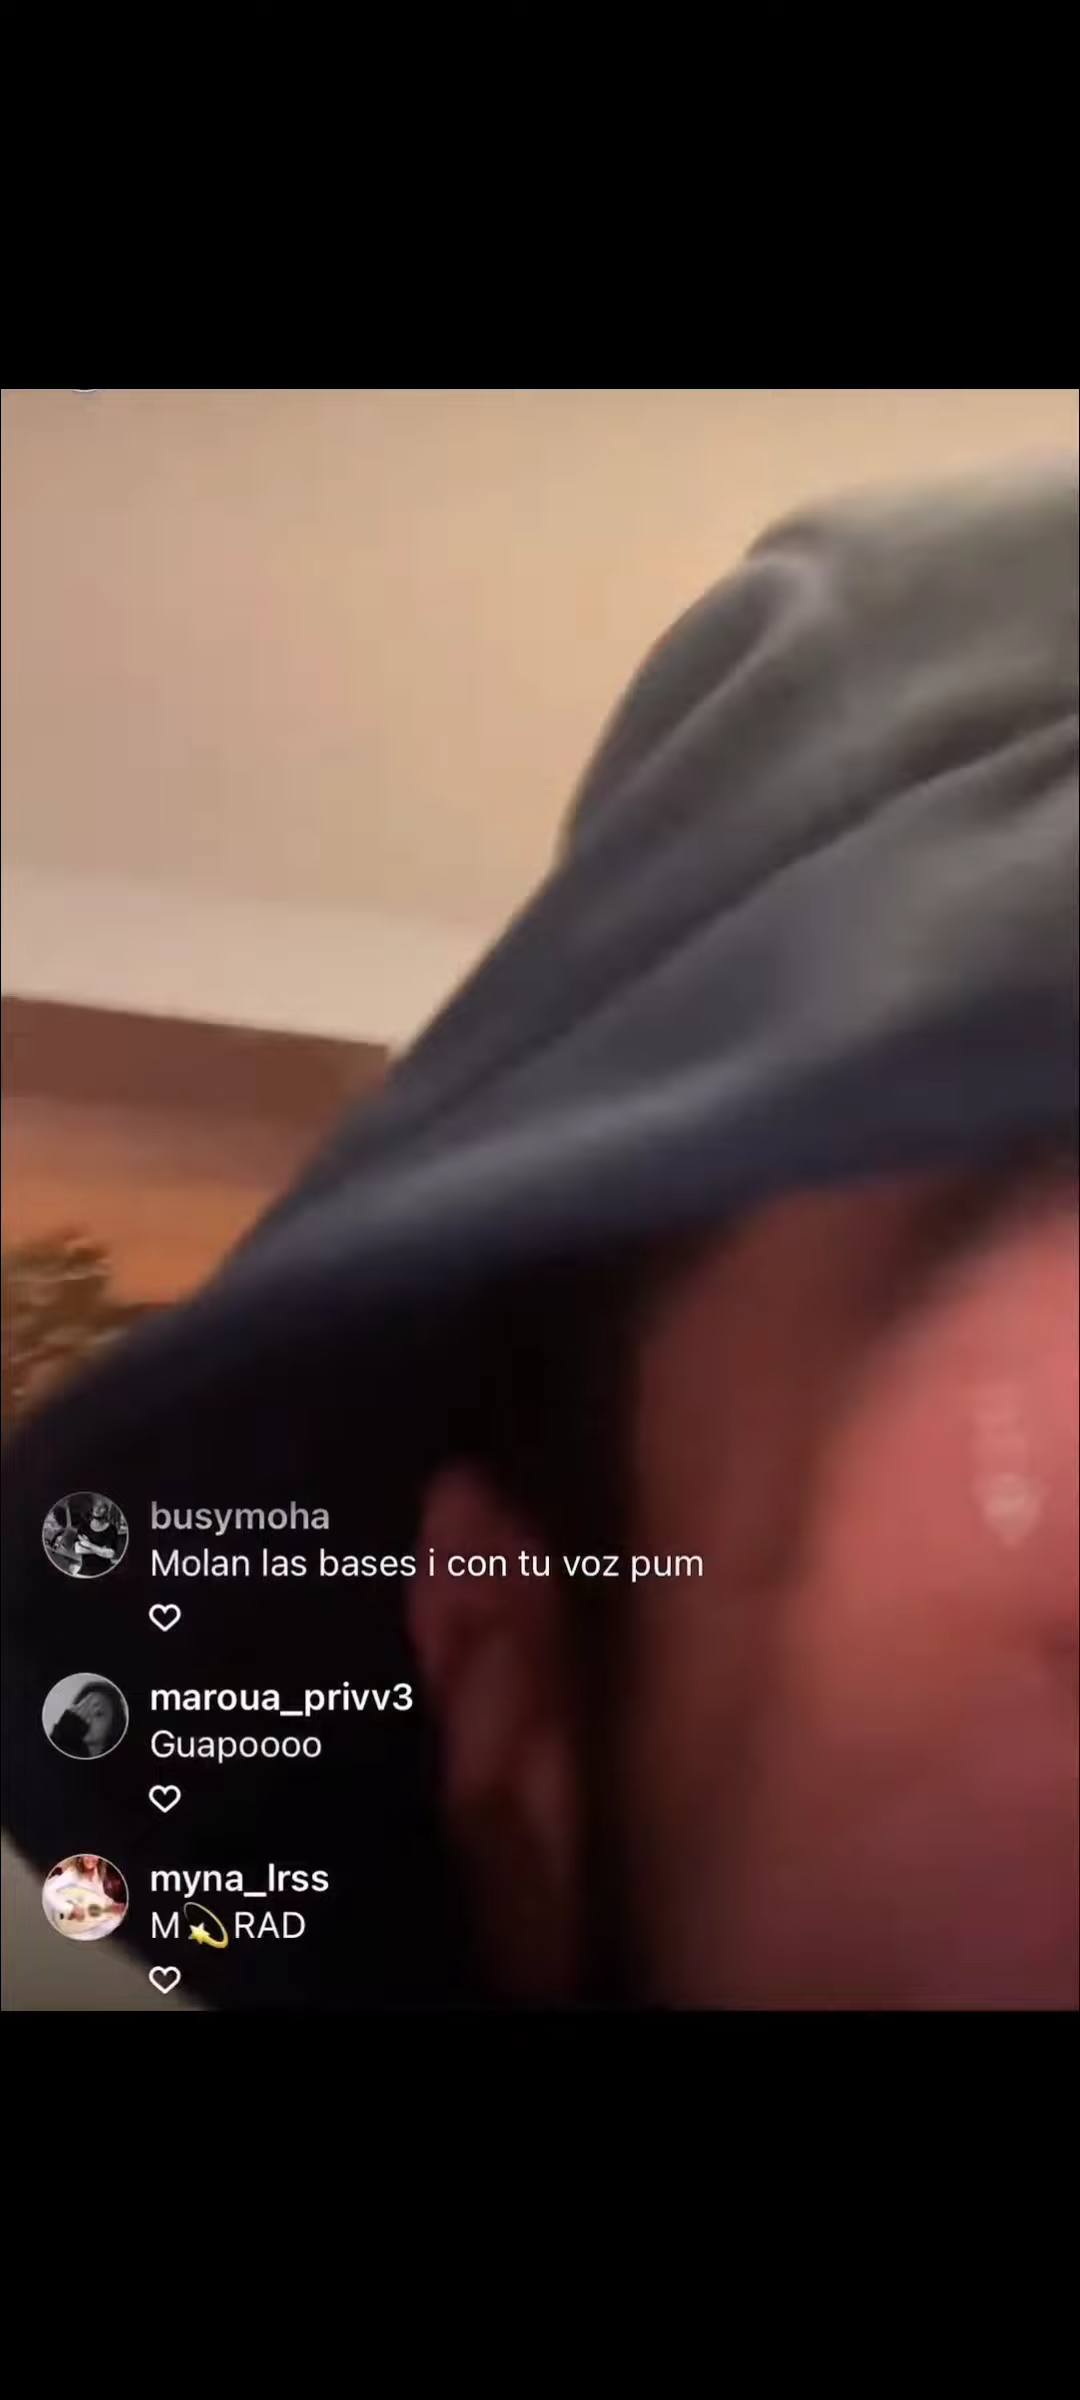 busymoha
Molan las bases i con tu voz pum
maroua_privv3
Guapoooo
myna_lrss
M💫RAD